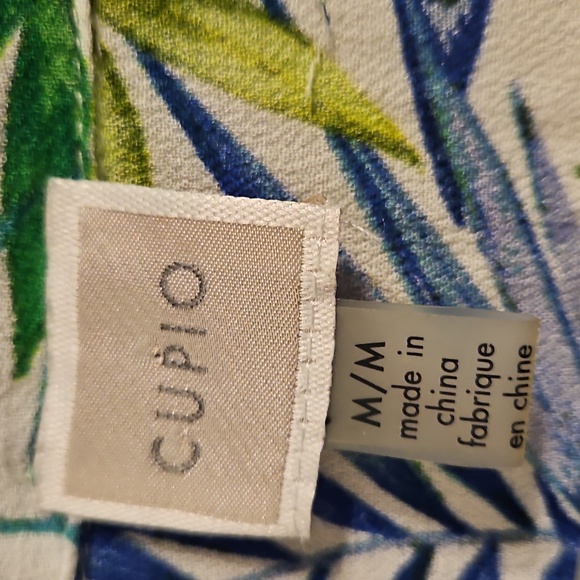 CUPIO
M/M
made in
china
fabrique
en chine